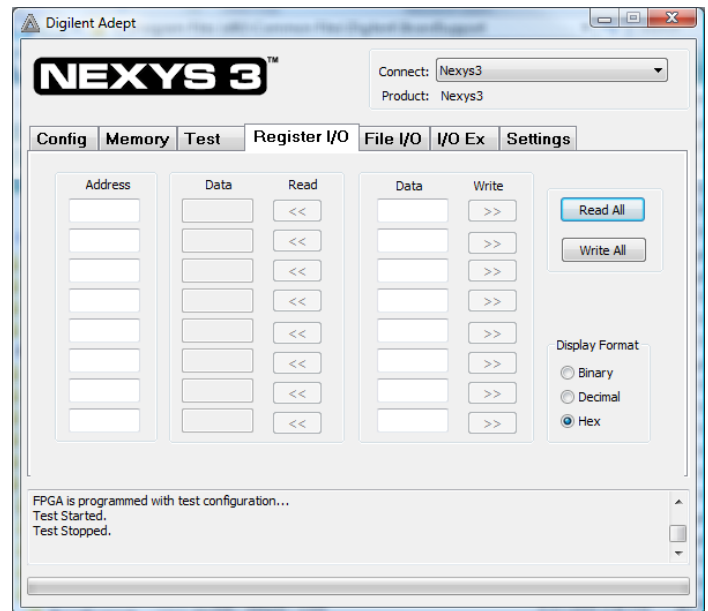 Digilent Adept
NEXYS 3™
Connect: Nexys3
Product: Nexys3
Config Memory Test Register I/O File I/O I/O Ex Settings
Address Data Read Data Write
<< >>
<< >>
<< >>
<< >>
<< >>
<< >>
<< >>
<< >>
Read All
Write All
Display Format
Binary
Decimal
Hex
FPGA is programmed with test configuration...
Test Started.
Test Stopped.